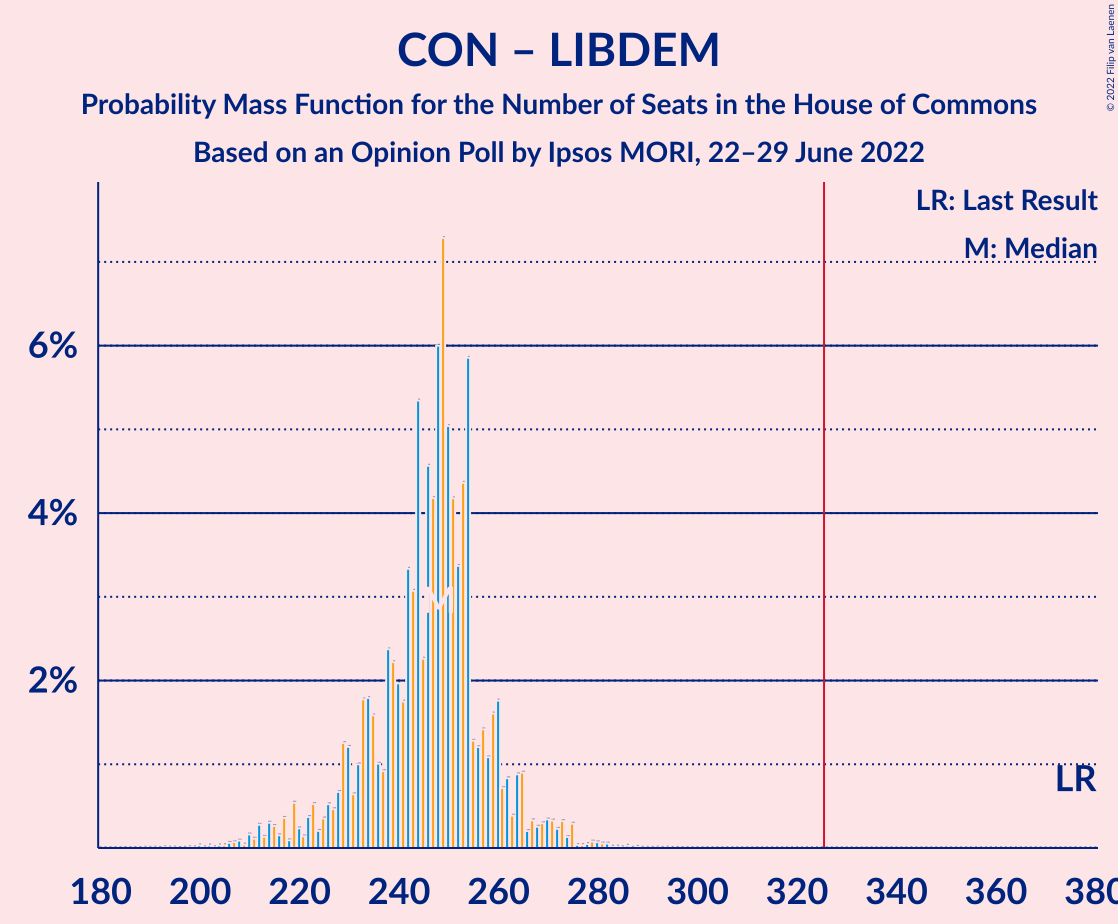 CON – LIBDEM
Probability Mass Function for the Number of Seats in the House of Commons
Based on an Opinion Poll by Ipsos MORI, 22–29 June 2022
© 2022 Filip van Laenen
LR: Last Result
M: Median
6%
4%
2%
M
LR
180 200 220 240 260 280 300 320 340 360 380